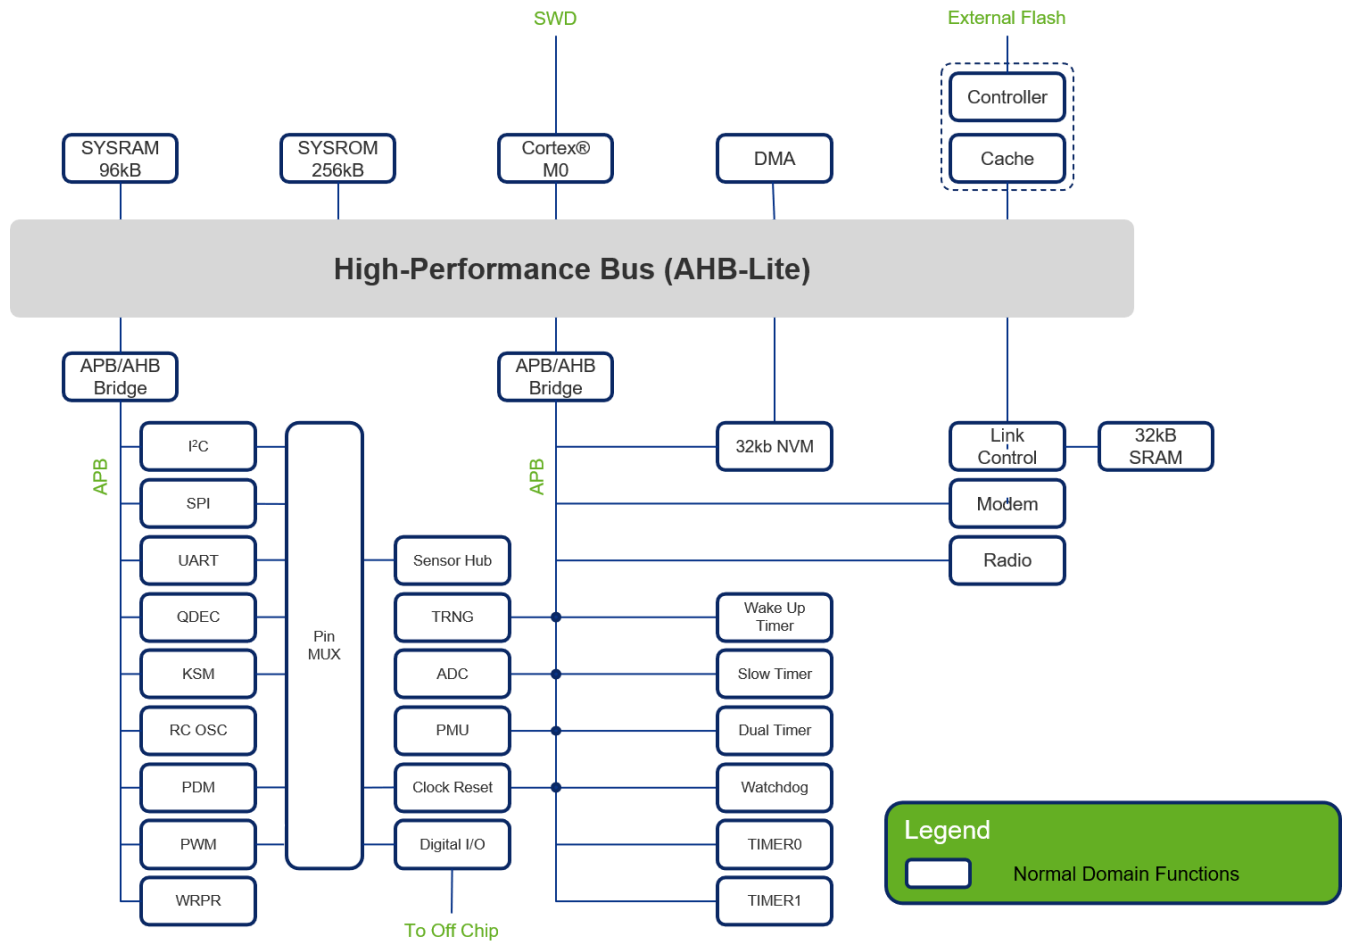 SWD
External Flash
Controller
SYSRAM
96kB
SYSROM
256kB
Cortex®
M0
DMA
Cache
High-Performance Bus (AHB-Lite)
APB/AHB
Bridge
APB/AHB
Bridge
APB
I²C
SPI
UART
QDEC
KSM
RC OSC
PDM
PWM
WRPR
Pin
MUX
Sensor Hub
TRNG
ADC
PMU
Clock Reset
Digital I/O
To Off Chip
APB
32kb NVM
Link
Control
32kB
SRAM
Modem
Radio
Wake Up
Timer
Slow Timer
Dual Timer
Watchdog
TIMER0
TIMER1
Legend
Normal Domain Functions